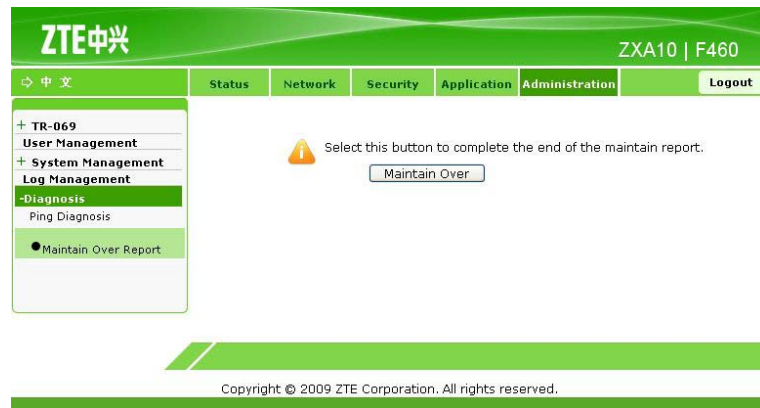 ZTE中兴
ZXA10 | F460
中 文
Status Network Security Application Administration Logout
+ TR-069
User Management
+ System Management
Log Management
-Diagnosis
Ping Diagnosis
Maintain Over Report
Select this button to complete the end of the maintain report.
Maintain Over
Copyright © 2009 ZTE Corporation. All rights reserved.